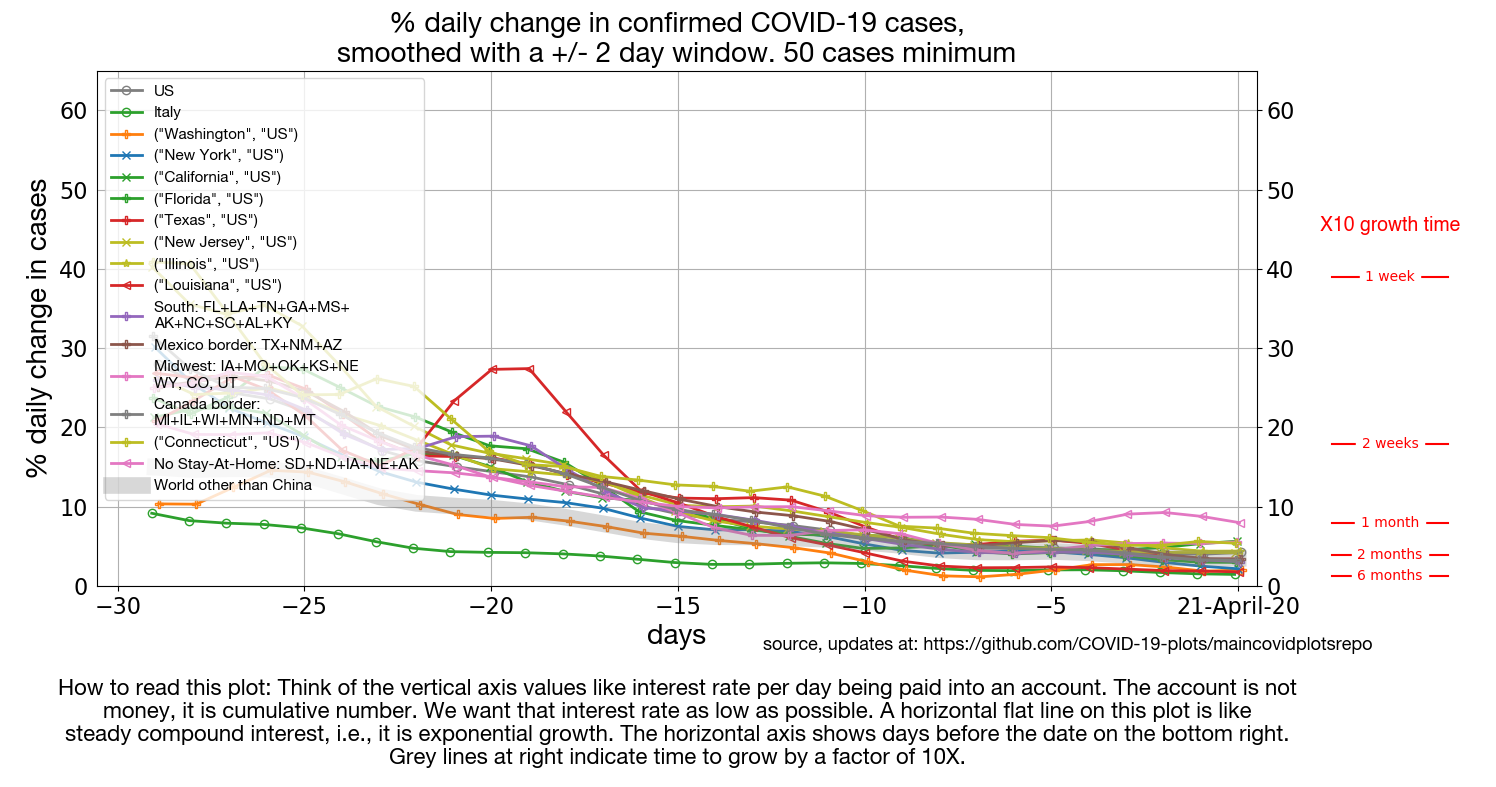 % daily change in confirmed COVID-19 cases,
smoothed with a +/- 2 day window. 50 cases minimum
% daily change in cases
60
50
40
30
20
10
0
US
Italy
("Washington", "US")
("New York", "US")
("California", "US")
("Florida", "US")
("Texas", "US")
("New Jersey", "US")
("Illinois", "US")
("Louisiana", "US")
South: FL+LA+TN+GA+MS+
AK+NC+SC+AL+KY
Mexico border: TX+NM+AZ
Midwest: IA+MO+OK+KS+NE
WY, CO, UT
Canada border:
MI+IL+WI+MN+ND+MT
("Connecticut", "US")
No Stay-At-Home: SD+ND+IA+NE+AK
World other than China
60
50
40
30
20
10
0
X10 growth time
1 week
2 weeks
1 month
2 months
6 months
−30
−25
−20
−15
−10
−5
21-April-20
days
source, updates at: https://github.com/COVID-19-plots/maincovidplotsrepo
How to read this plot: Think of the vertical axis values like interest rate per day being paid into an account. The account is not
money, it is cumulative number. We want that interest rate as low as possible. A horizontal flat line on this plot is like
steady compound interest, i.e., it is exponential growth. The horizontal axis shows days before the date on the bottom right.
Grey lines at right indicate time to grow by a factor of 10X.